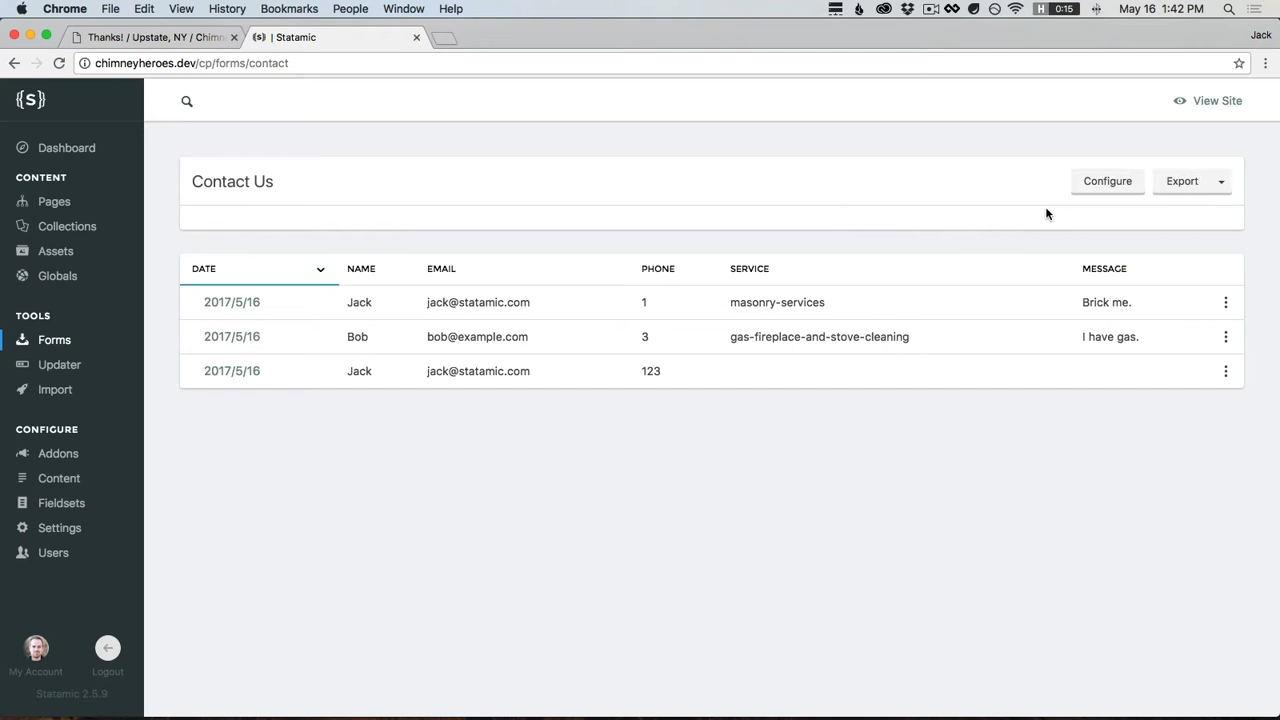 Chrome File Edit View History Bookmarks People Window Help H 0:15 May 16 1:42 PM
Thanks! / Upstate, NY / Chimne {s} | Statamic Jack
chimneyheroes.dev/cp/forms/contact
{{s}} View Site
Dashboard
CONTENT
Pages
Collections
Assets
Globals
TOOLS
Forms
Updater
Import
CONFIGURE
Addons
Content
Fieldsets
Settings
Users
My Account Logout
Statamic 2.5.9
Contact Us Configure Export
DATE NAME EMAIL PHONE SERVICE MESSAGE
2017/5/16 Jack jack@statamic.com 1 masonry-services Brick me.
2017/5/16 Bob bob@example.com 3 gas-fireplace-and-stove-cleaning I have gas.
2017/5/16 Jack jack@statamic.com 123